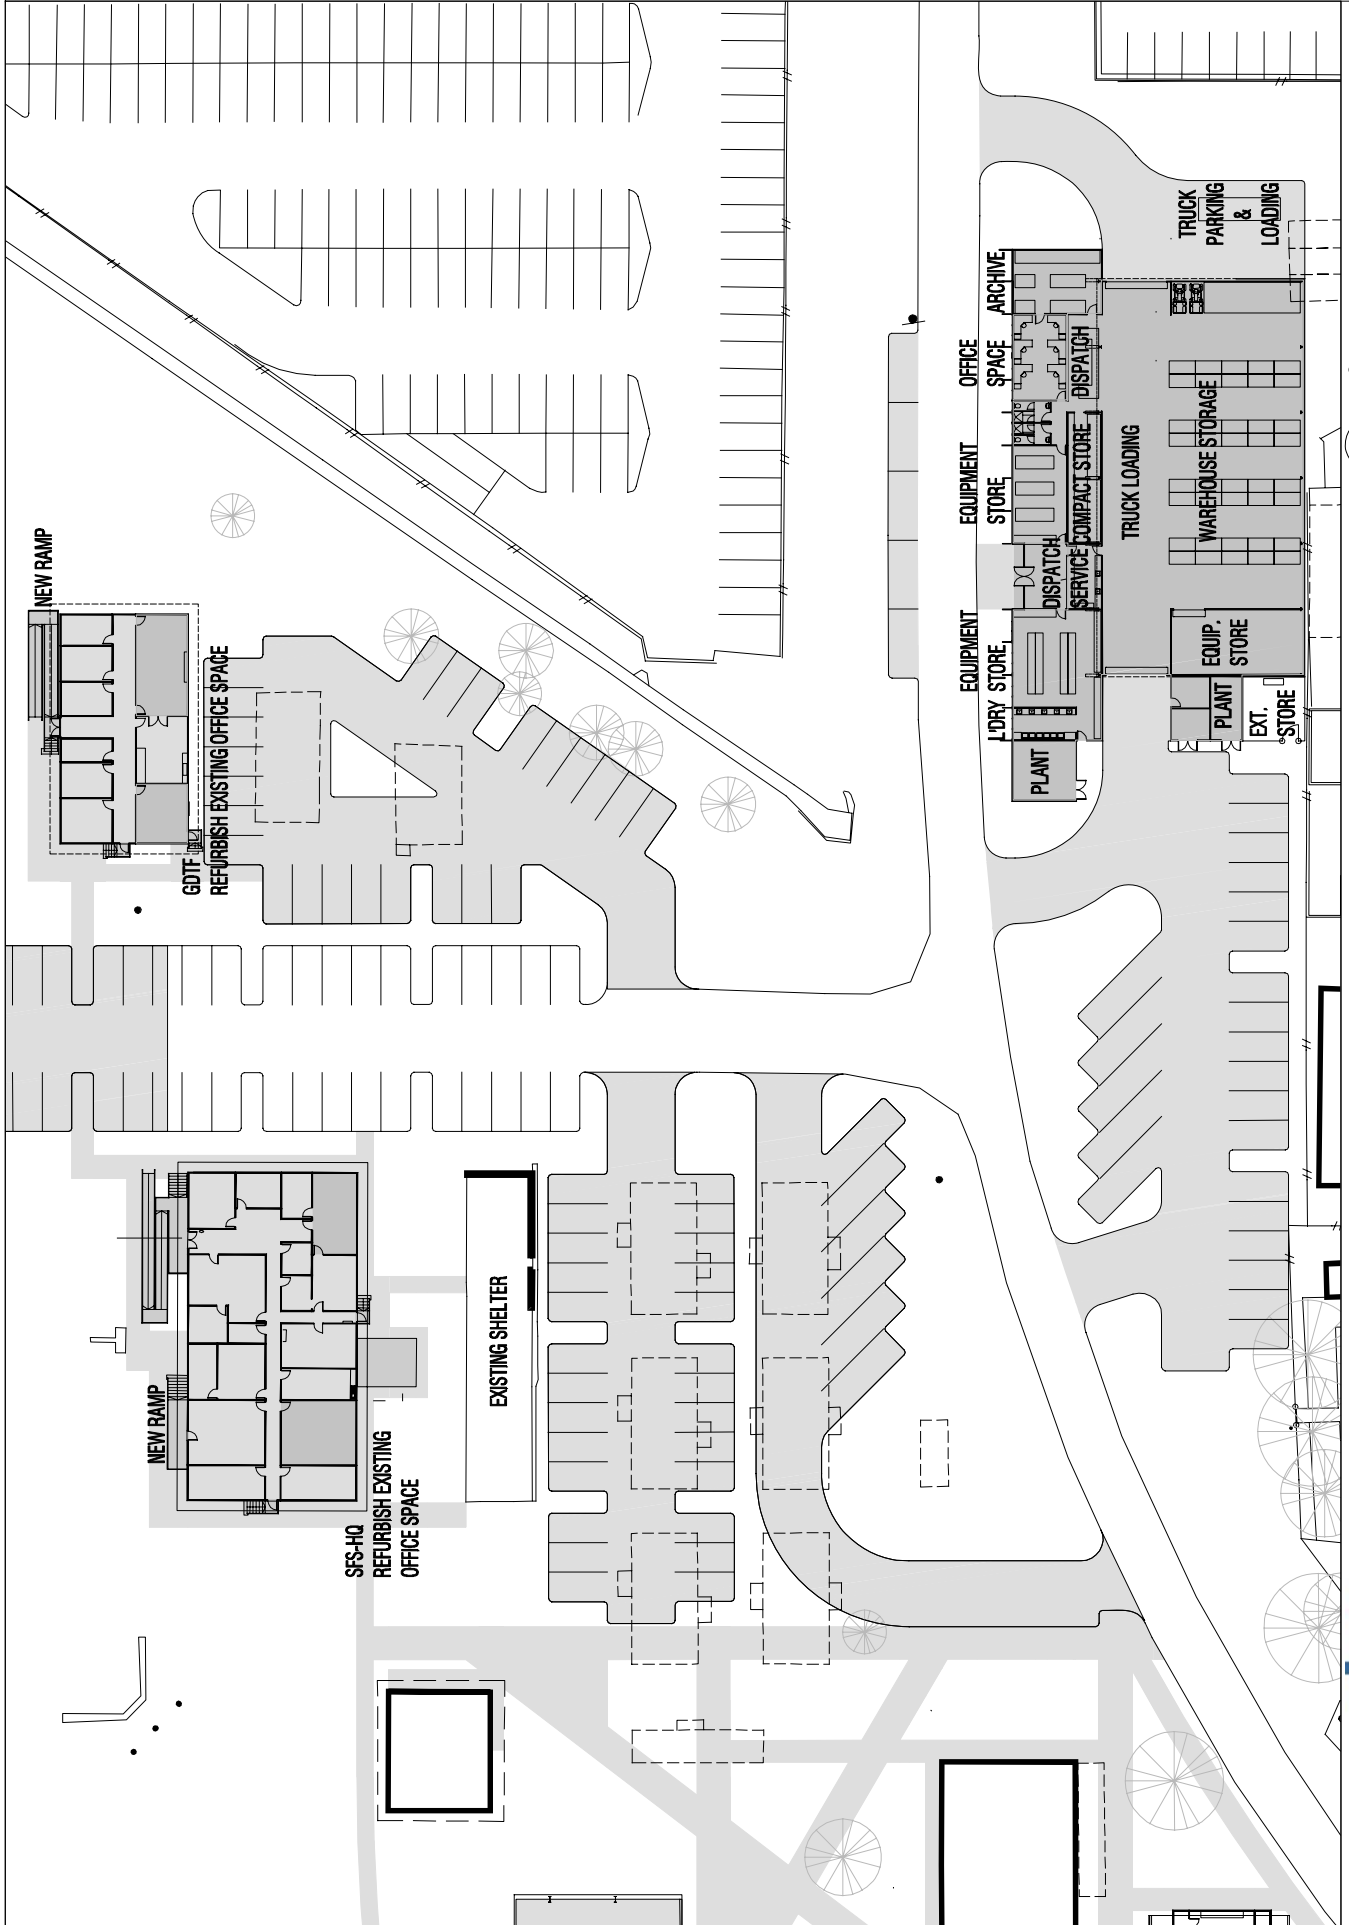 NEW RAMP
GDTF
REFURBISH EXISTING OFFICE SPACE
NEW RAMP
SFS-HQ
REFURBISH EXISTING
OFFICE SPACE
EXISTING SHELTER
ARCHIVE
OFFICE
SPACE
DISPATCH
EQUIPMENT
STORE
COMPACT STORE
DISPATCH
SERVICE
EQUIPMENT
STORE
L'DRY
PLANT
TRUCK LOADING
WAREHOUSE STORAGE
TRUCK
PARKING
&
LOADING
EQUIP.
STORE
PLANT
EXT.
STORE